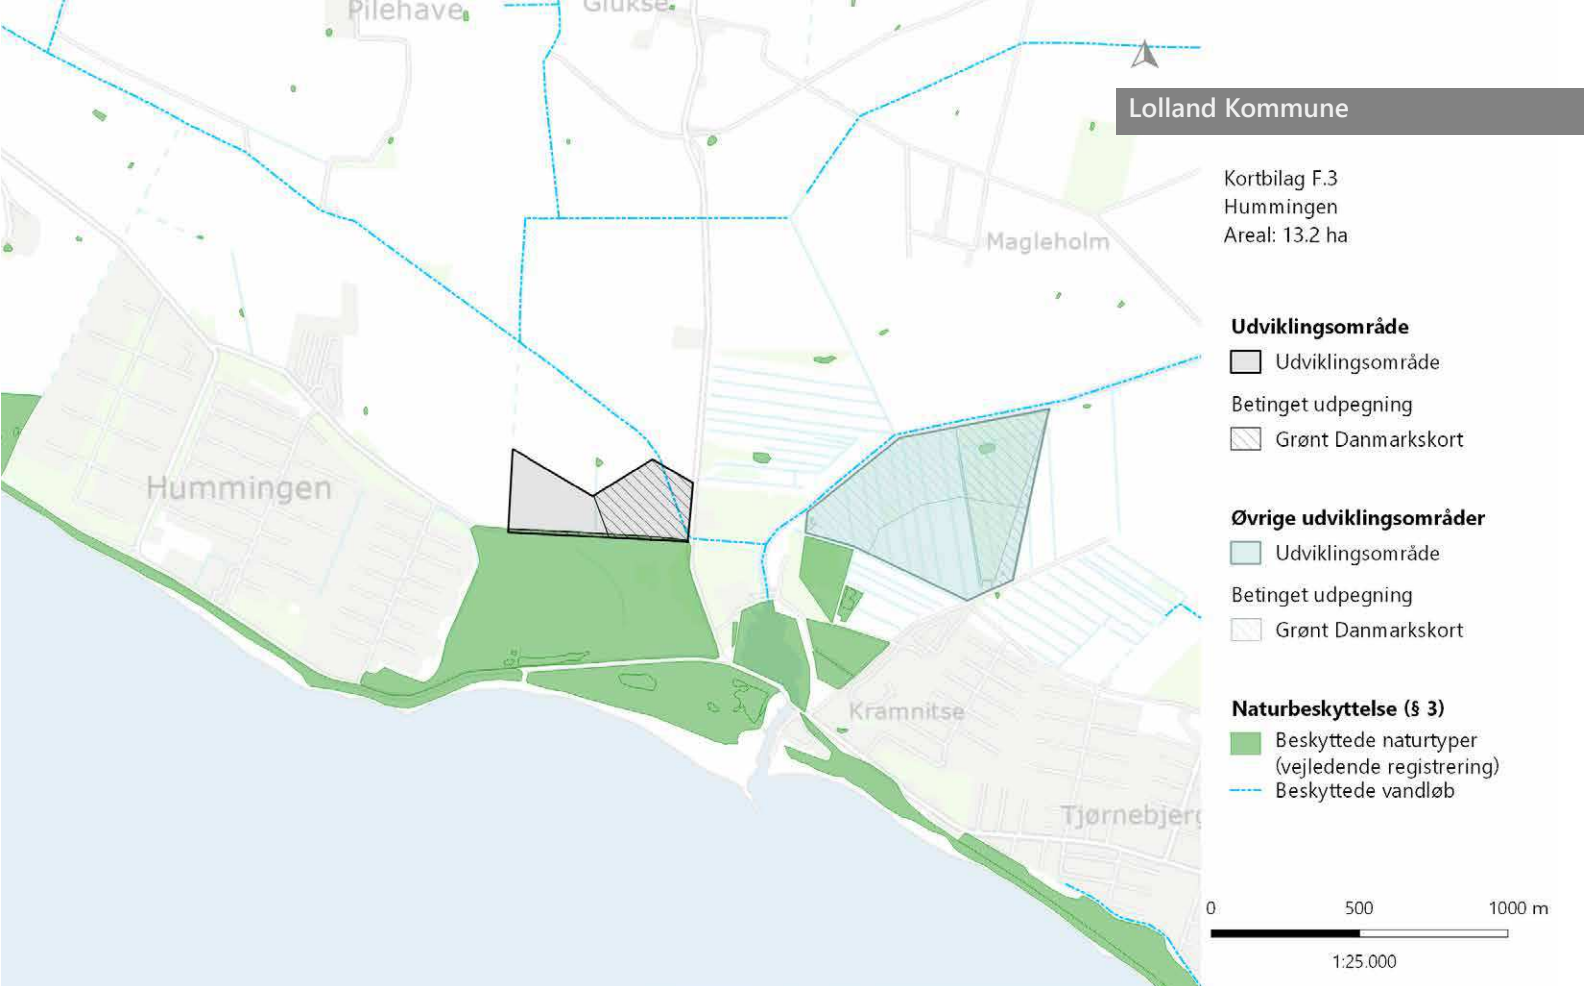 Pilehave
Glukse
Lolland Kommune
Kortbilag F.3
Hummingen
Areal: 13.2 ha
Magleholm
Udviklingsområde
Udviklingsområde
Betinget udpegning
Grønt Danmarkskort
Hummingen
Øvrige udviklingsområder
Udviklingsområde
Betinget udpegning
Grønt Danmarkskort
Kramnitse
Naturbeskyttelse (§ 3)
Beskyttede naturtyper
(vejledende registrering)
Beskyttede vandløb
Tjørnebjerg
0 500 1000 m
1:25.000